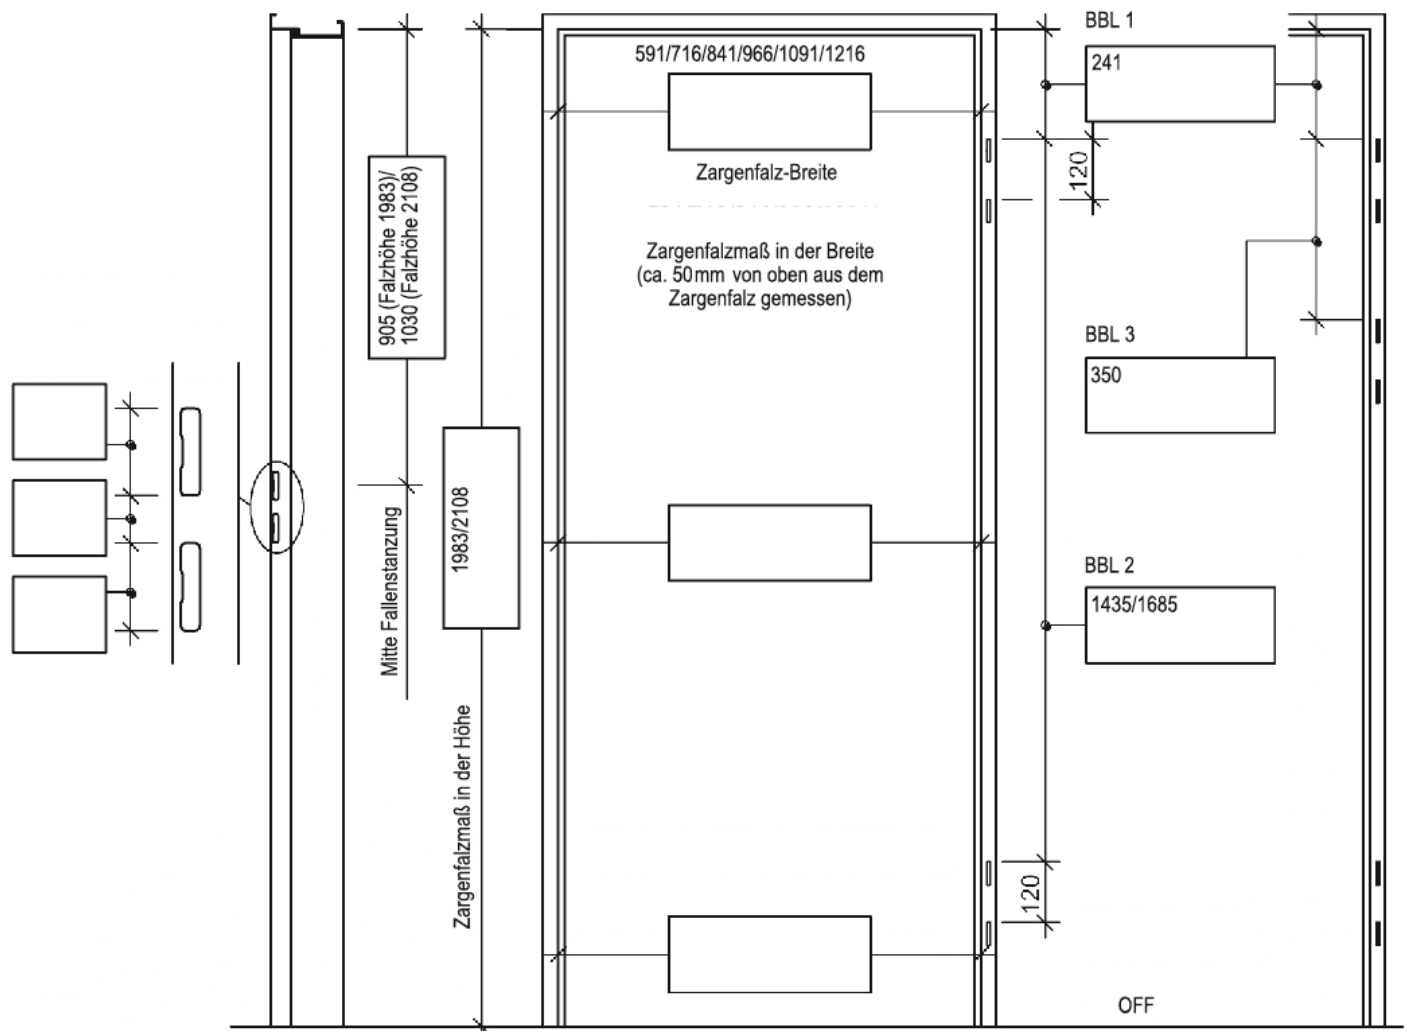 BBL 1
591/716/841/966/1091/1216
241
120
Zargenfalz-Breite
905 (Falzhöhe 1983)/
1030 (Falzhöhe 2108)
Zargenfalzmaß in der Breite
(ca. 50mm von oben aus dem
Zargenfalz gemessen)
BBL 3
350
1983/2108
Mitte Fallenstanzung
BBL 2
1435/1685
Zargenfalzmaß in der Höhe
120
OFF